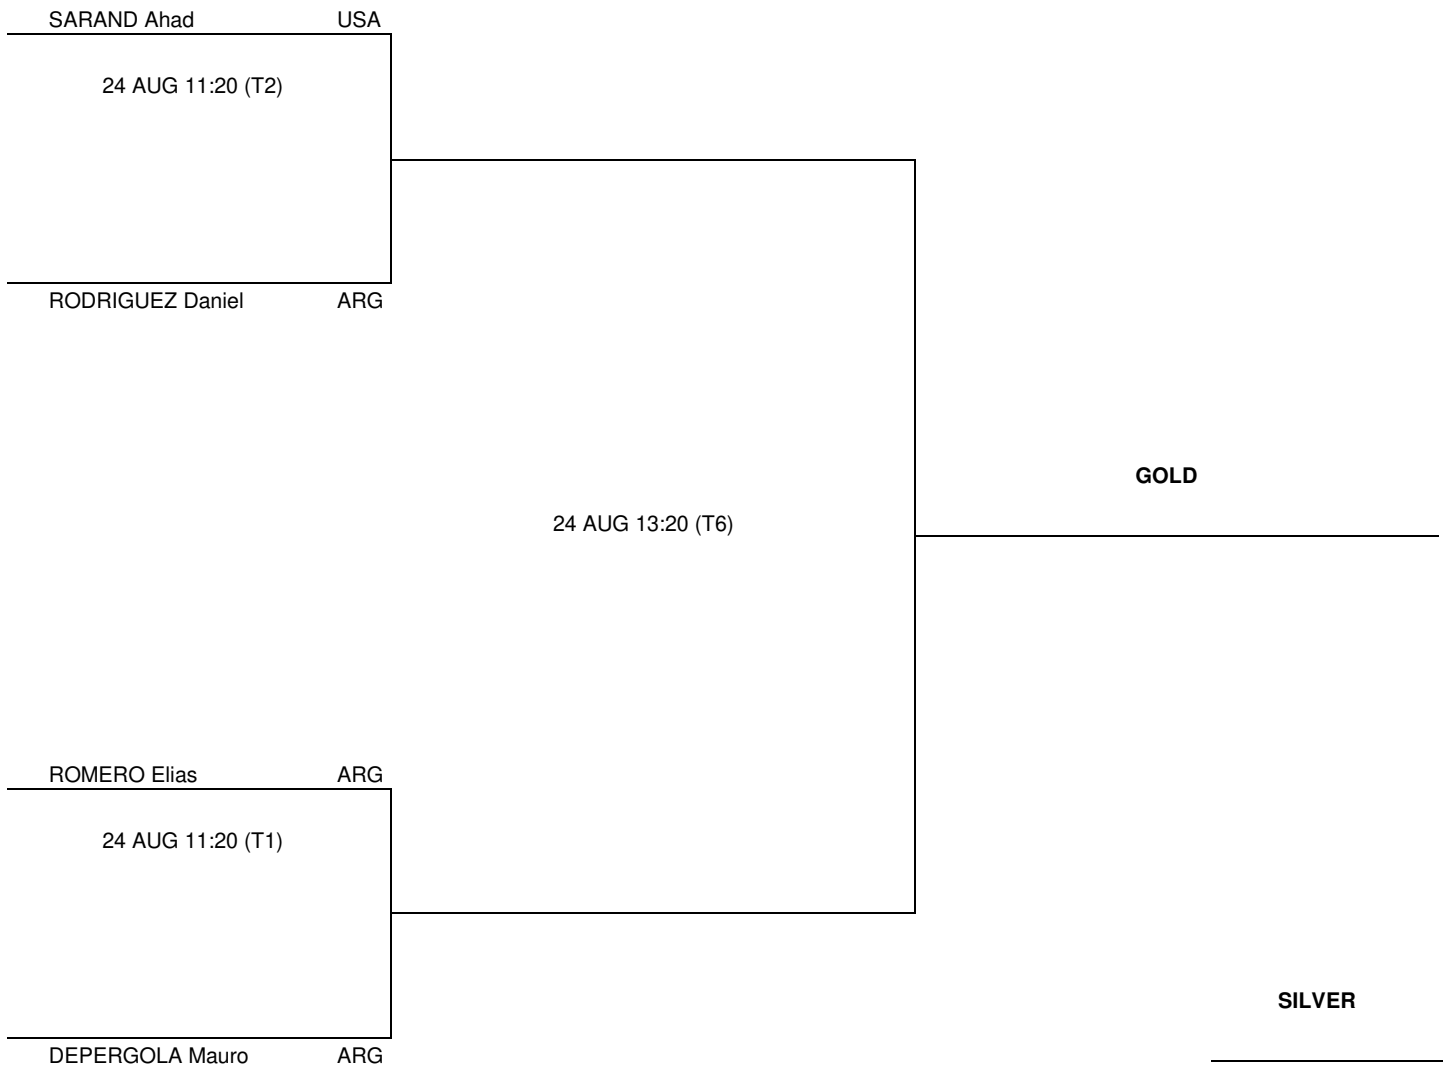 SARAND Ahad USA
24 AUG 11:20 (T2)
RODRIGUEZ Daniel ARG
GOLD
24 AUG 13:20 (T6)
ROMERO Elias ARG
24 AUG 11:20 (T1)
SILVER
DEPERGOLA Mauro ARG